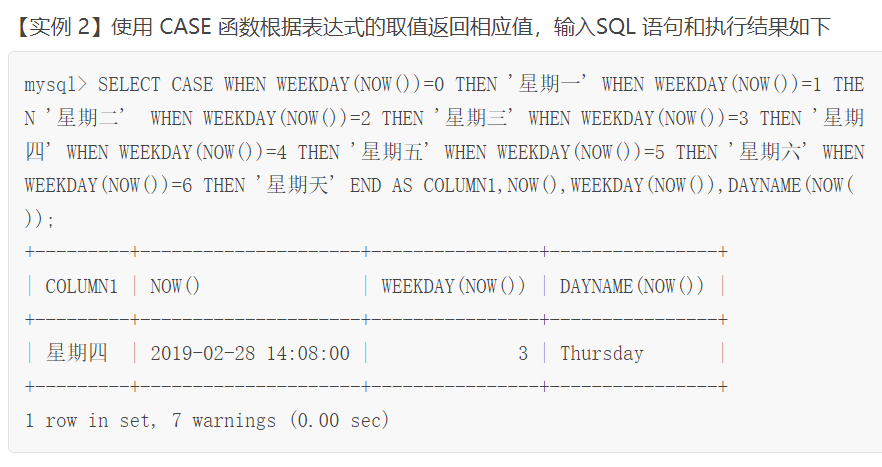 【实例 2】使用 CASE 函数根据表达式的取值返回相应值，输入SQL 语句和执行结果如下
mysql> SELECT CASE WHEN WEEKDAY(NOW())=0 THEN '星期一' WHEN WEEKDAY(NOW())=1 THE
N '星期二'  WHEN WEEKDAY(NOW())=2 THEN '星期三' WHEN WEEKDAY(NOW())=3 THEN '星期
四' WHEN WEEKDAY(NOW())=4 THEN '星期五' WHEN WEEKDAY(NOW())=5 THEN '星期六' WHEN
WEEKDAY(NOW())=6 THEN '星期天' END AS COLUMN1,NOW(),WEEKDAY(NOW()),DAYNAME(NOW(
));
+---------+---------------------+----------------+----------------+
| COLUMN1 | NOW()               | WEEKDAY(NOW()) | DAYNAME(NOW()) |
+---------+---------------------+----------------+----------------+
| 星期四  | 2019-02-28 14:08:00 |              3 | Thursday       |
+---------+---------------------+----------------+----------------+
1 row in set, 7 warnings (0.00 sec)